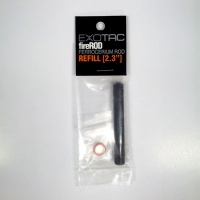 EXOTAC
fireROD
FERROCERIUM ROD
REFILL [2.3"]